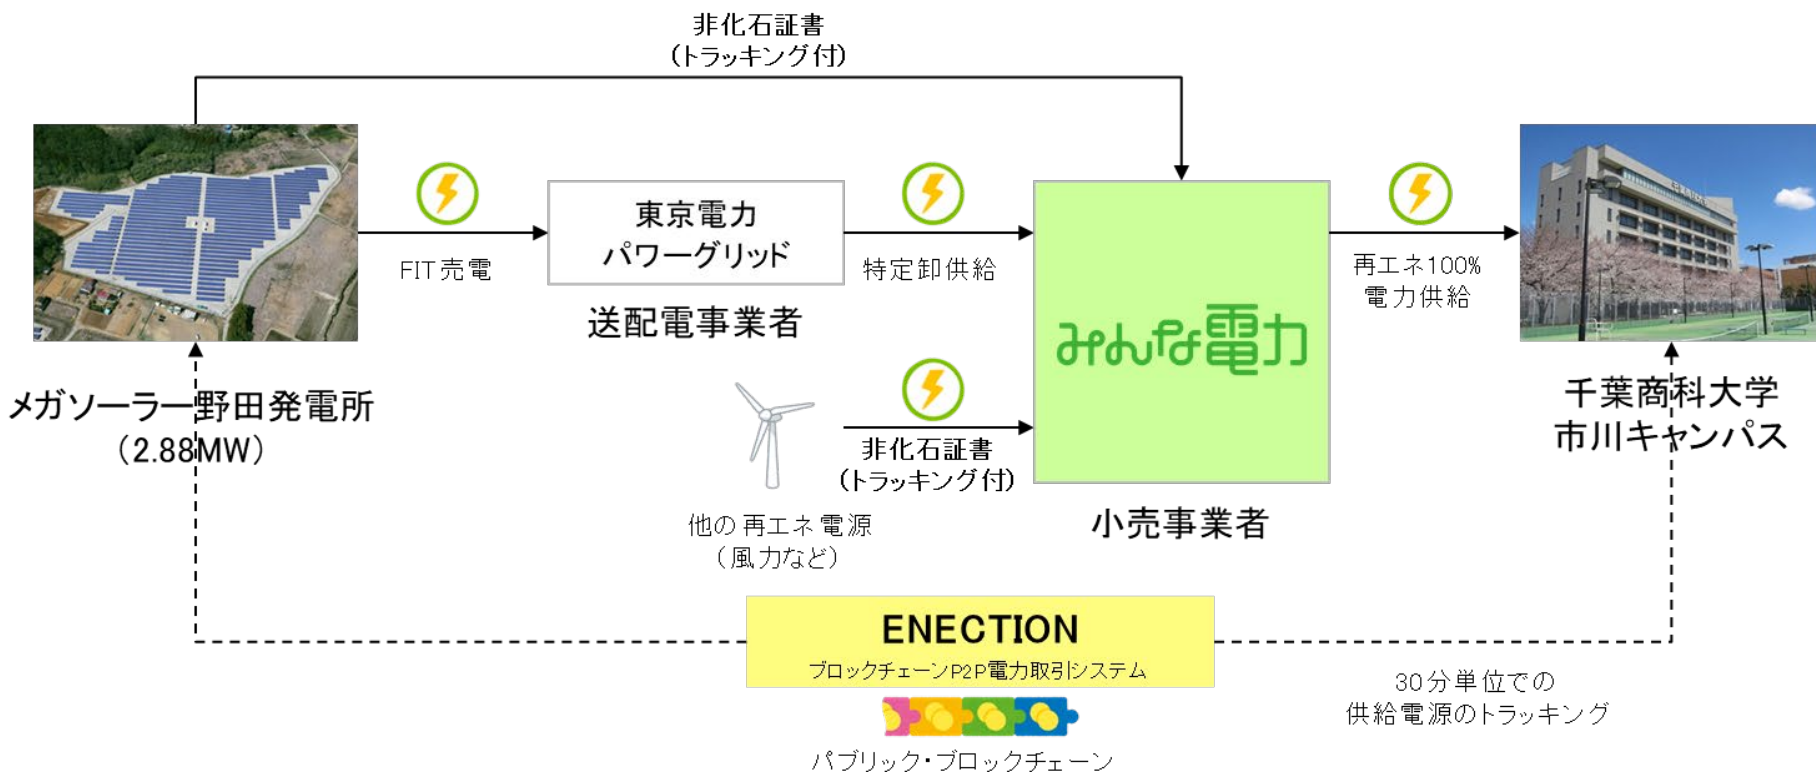 非化石証書
(トラッキング付)
FIT売電
東京電力
パワーグリッド
送配電事業者
特定卸供給
みんな電力
再エネ100%
電力供給
メガソーラー野田発電所
(2.88MW)
非化石証書
(トラッキング付)
他の再エネ電源
(風力など)
小売事業者
千葉商科大学
市川キャンパス
ENECTION
ブロックチェーンP2P電力取引システム
30分単位での
供給電源のトラッキング
パブリック・ブロックチェーン